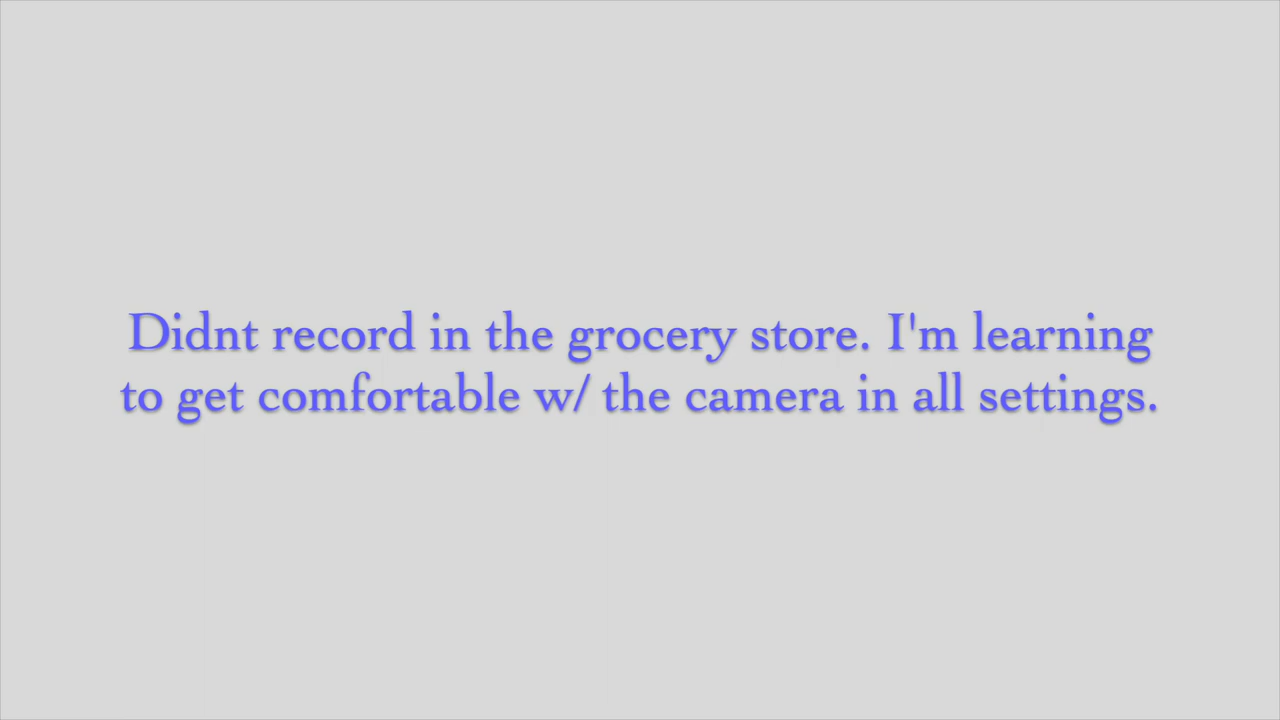 Didnt record in the grocery store. I'm learning
to get comfortable w/ the camera in all settings.